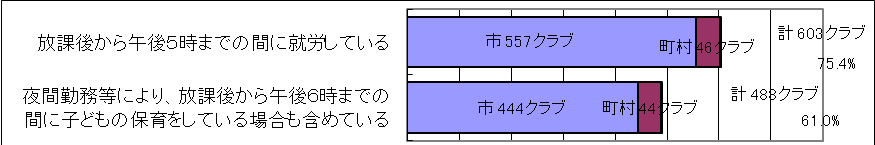 放課後から午後5時までの間に就労している
市 557クラブ
町村 46クラブ
計 603クラブ
75.4%
夜間勤務等により、放課後から午後6時までの
間に子どもの保育をしている場合も含めている
市 444クラブ
町村 44クラブ
計 488クラブ
61.0%